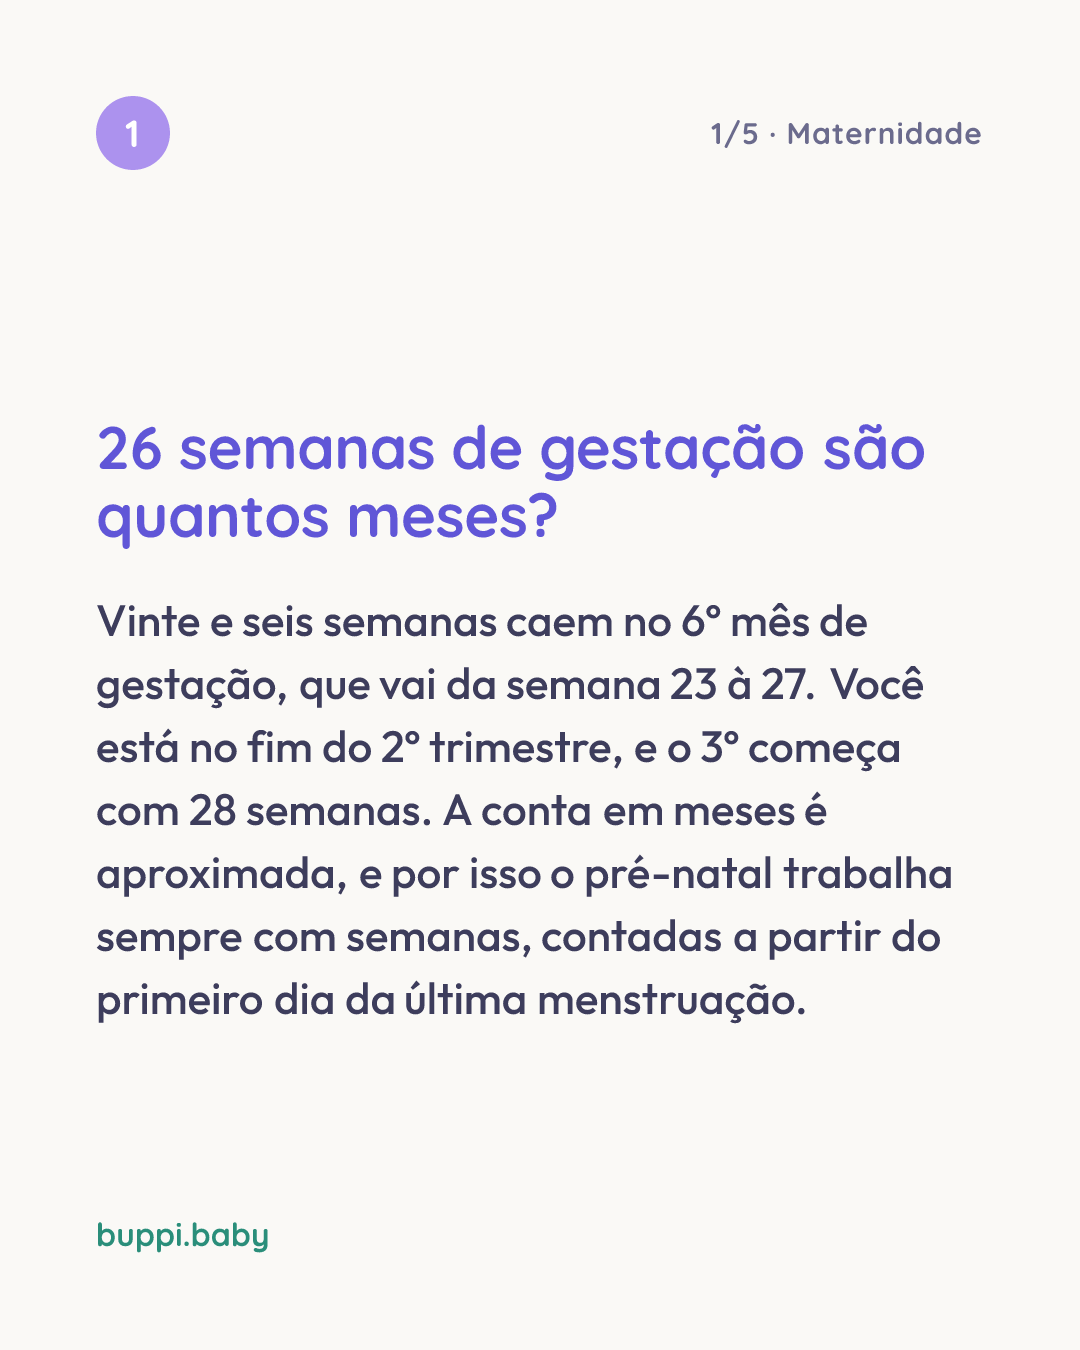 1
1/5 · Maternidade
26 semanas de gestação são
quantos meses?
Vinte e seis semanas caem no 6º mês de
gestação, que vai da semana 23 à 27. Você
está no fim do 2º trimestre, e o 3º começa
com 28 semanas. A conta em meses é
aproximada, e por isso o pré-natal trabalha
sempre com semanas, contadas a partir do
primeiro dia da última menstruação.
buppi.baby